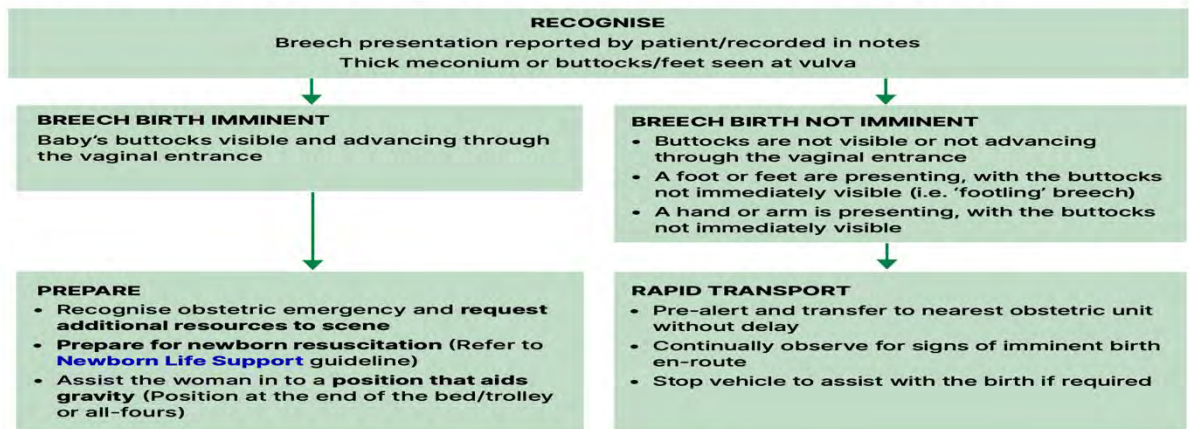 RECOGNISE
Breech presentation reported by patient/recorded in notes
Thick meconium or buttocks/feet seen at vulva
BREECH BIRTH IMMINENT
Baby's buttocks visible and advancing through
the vaginal entrance
BREECH BIRTH NOT IMMINENT
• Buttocks are not visible or not advancing
through the vaginal entrance
• A foot or feet are presenting, with the buttocks
not immediately visible (i.e. 'footling' breech)
• A hand or arm is presenting, with the buttocks
not immediately visible
PREPARE
• Recognise obstetric emergency and request
additional resources to scene
• Prepare for newborn resuscitation (Refer to
Newborn Life Support guideline)
• Assist the woman in to a position that aids
gravity (Position at the end of the bed/trolley
or all-fours)
RAPID TRANSPORT
• Pre-alert and transfer to nearest obstetric unit
without delay
• Continually observe for signs of imminent birth
en-route
• Stop vehicle to assist with the birth if required